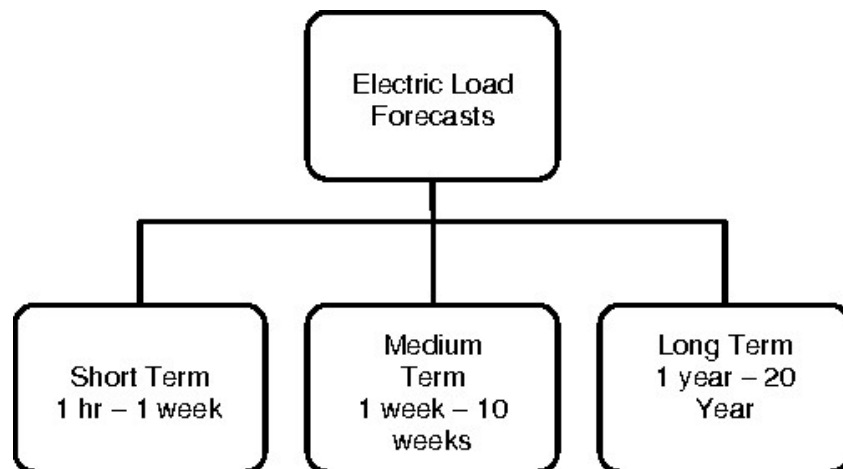 Electric Load
Forecasts
Short Term
1 hr – 1 week
Medium
Term
1 week – 10
weeks
Long Term
1 year – 20
Year